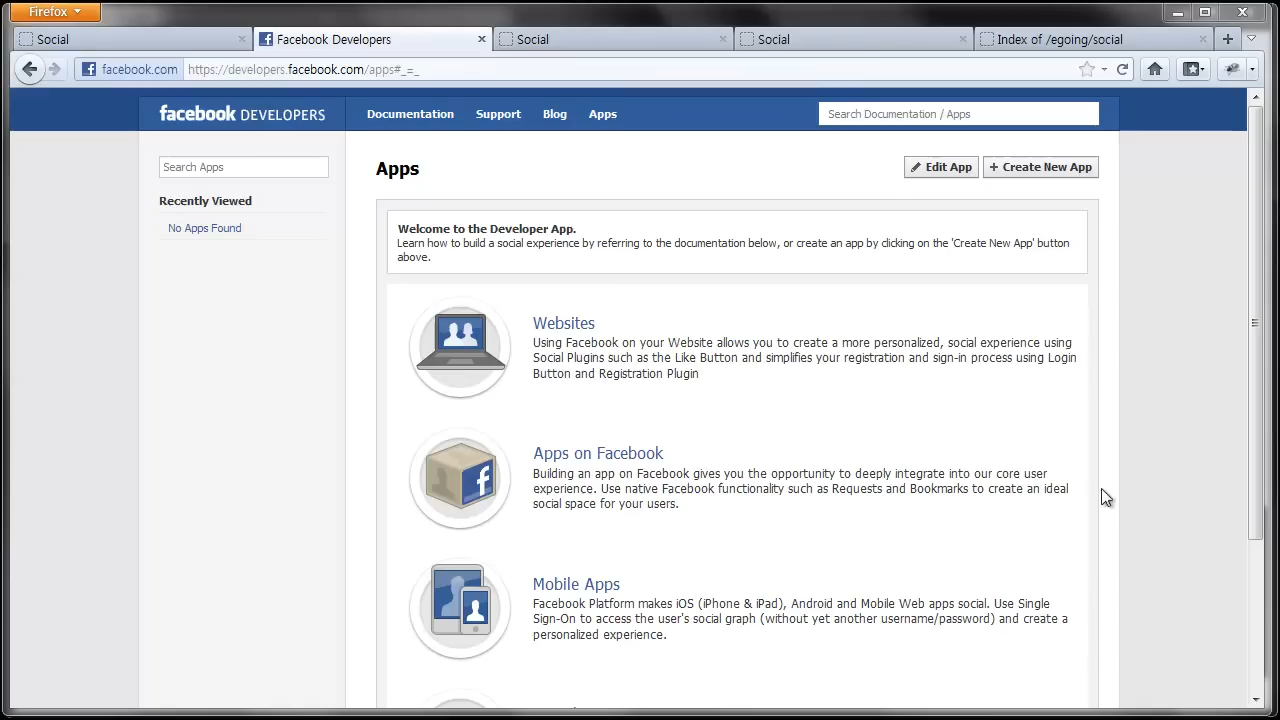 Firefox
Social
Facebook Developers
Social
Social
Index of /egoing/social
facebook.com
https://developers.facebook.com/apps#_=_
facebook DEVELOPERS
Documentation
Support
Blog
Apps
Search Documentation / Apps
Search Apps
Recently Viewed
No Apps Found
Apps
Edit App
+ Create New App
Welcome to the Developer App.
Learn how to build a social experience by referring to the documentation below, or create an app by clicking on the 'Create New App' button
above.
Websites
Using Facebook on your Website allows you to create a more personalized, social experience using
Social Plugins such as the Like Button and simplifies your registration and sign-in process using Login
Button and Registration Plugin
Apps on Facebook
Building an app on Facebook gives you the opportunity to deeply integrate into our core user
experience. Use native Facebook functionality such as Requests and Bookmarks to create an ideal
social space for your users.
Mobile Apps
Facebook Platform makes iOS (iPhone & iPad), Android and Mobile Web apps social. Use Single
Sign-On to access the user's social graph (without yet another username/password) and create a
personalized experience.